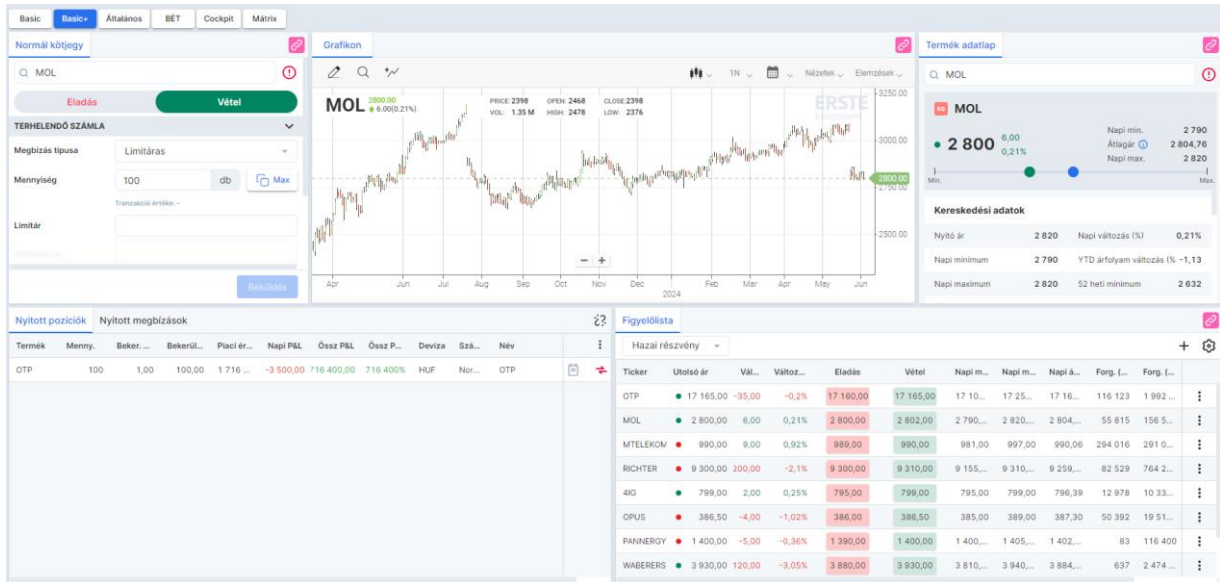 Basic Basic+ Általános BÉT Cockpit Mátrix
Normál kötjegy
MOL
Eladás Vétel
TERHELENDŐ SZÁMLA
Megbízás típusa Limitáras
Mennyiség 100 db Max
Tranzakció értéke: -
Limitár
Beküldés
Grafikon
1N Nézetek Elemzések
MOL 2800.00 6.00(0.21%)
PRICE: 2398 OPEN: 2468 CLOSE: 2398
VOL: 1.35 M HIGH: 2478 LOW: 2376
ERSTE
Investment
3250.00
3000.00
2800.00
2750.00
2500.00
− +
Apr Jun Jul Aug Sep Oct Nov Dec Feb Mar Apr May Jun
2024
Termék adatlap
MOL
MOL
2 800 6,00 0,21%
Napi min. 2 790
Átlagár 2 804,76
Napi max. 2 820
Min. Max.
Kereskedési adatok
Nyitó ár 2 820 Napi változás (%) 0,21%
Napi minimum 2 790 YTD árfolyam változás (% -1,13
Napi maximum 2 820 52 heti minimum 2 632
Nyitott pozíciók Nyitott megbízások
Termék Menny. Beker. ... Bekerül... Piaci ér... Napi P&L Össz P&L Össz P... Deviza Szá... Név
OTP 100 1,00 100,00 1 716 ... -3 500,00 716 400,00 716 400% HUF Nor... OTP
Figyelőlista
Hazai részvény
Ticker Utolsó ár Vál... Változ... Eladás Vétel Napi m... Napi m... Napi á... Forg. (... Forg. (...
OTP 17 165,00 -35,00 -0,2% 17 160,00 17 165,00 17 10... 17 25... 17 16... 116 123 1 992 ...
MOL 2 800,00 6,00 0,21% 2 800,00 2 802,00 2 790,... 2 820,... 2 804,... 55 815 156 5...
MTELEKOM 990,00 9,00 0,92% 989,00 990,00 981,00 997,00 990,06 294 016 291 0...
RICHTER 9 300,00 200,00 -2,1% 9 300,00 9 310,00 9 155,... 9 310,... 9 259,... 82 529 764 2...
4IG 799,00 2,00 0,25% 795,00 799,00 795,00 799,00 796,39 12 978 10 33...
OPUS 386,50 -4,00 -1,02% 386,00 386,50 385,00 389,00 387,30 50 392 19 51...
PANNERGY 1 400,00 -5,00 -0,36% 1 390,00 1 400,00 1 400,... 1 405,... 1 402,... 83 116 400
WABERERS 3 930,00 120,00 -3,05% 3 880,00 3 930,00 3 810,... 3 940,... 3 884,... 637 2 474 ...